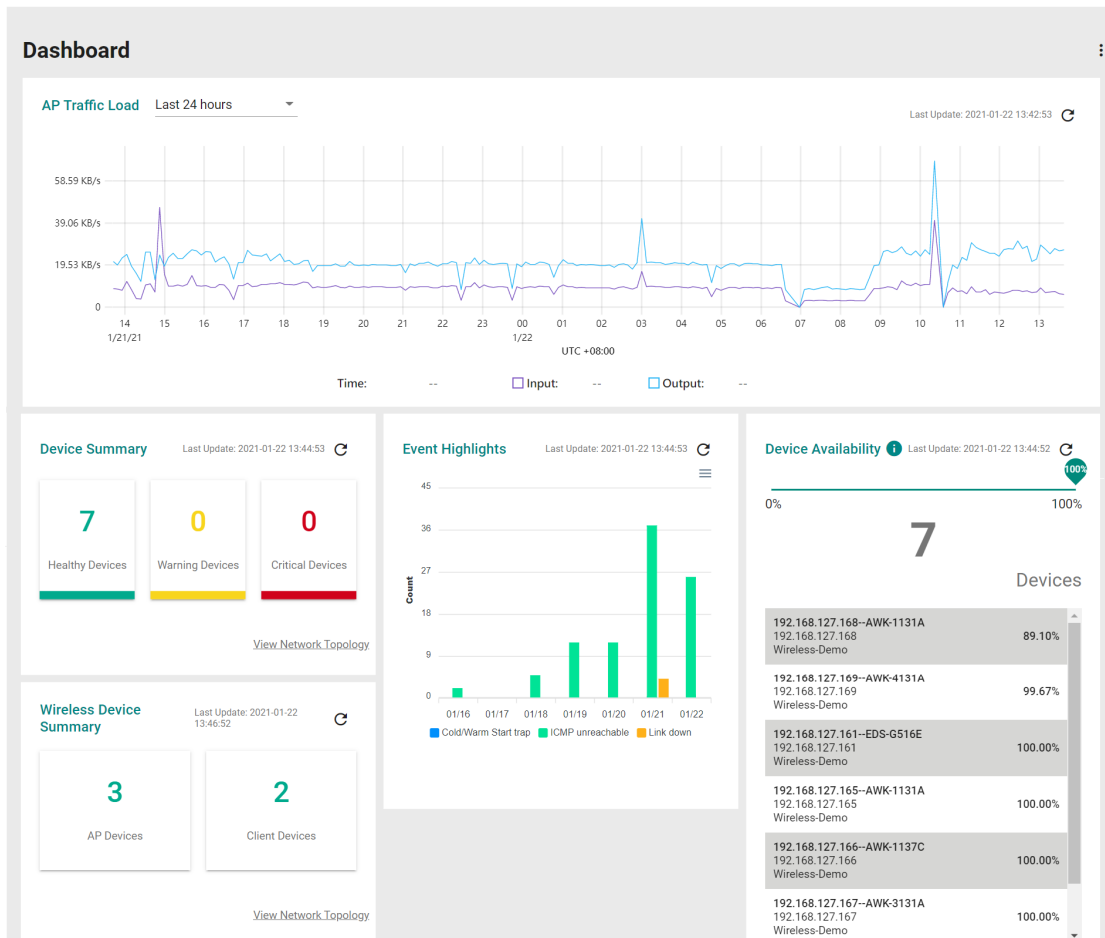 Dashboard
AP Traffic Load Last 24 hours
Last Update: 2021-01-22 13:42:53
58.59 KB/s
39.06 KB/s
19.53 KB/s
0
14 15 16 17 18 19 20 21 22 23 00 01 02 03 04 05 06 07 08 09 10 11 12 13
1/21/21 1/22
UTC +08:00
Time: -- Input: -- Output: --
Device Summary Last Update: 2021-01-22 13:44:53
7 0 0
Healthy Devices Warning Devices Critical Devices
View Network Topology
Wireless Device Summary
Last Update: 2021-01-22
13:46:52
3 2
AP Devices Client Devices
View Network Topology
Event Highlights Last Update: 2021-01-22 13:44:53
45
36
27
18
9
0
Count
01/16 01/17 01/18 01/19 01/20 01/21 01/22
Cold/Warm Start trap ICMP unreachable Link down
Device Availability i Last Update: 2021-01-22 13:44:52
100%
0% 100%
7
Devices
192.168.127.168--AWK-1131A
192.168.127.168 89.10%
Wireless-Demo
192.168.127.169--AWK-4131A
192.168.127.169 99.67%
Wireless-Demo
192.168.127.161--EDS-G516E
192.168.127.161 100.00%
Wireless-Demo
192.168.127.165--AWK-1131A
192.168.127.165 100.00%
Wireless-Demo
192.168.127.166--AWK-1137C
192.168.127.166 100.00%
Wireless-Demo
192.168.127.167--AWK-3131A
192.168.127.167 100.00%
Wireless-Demo